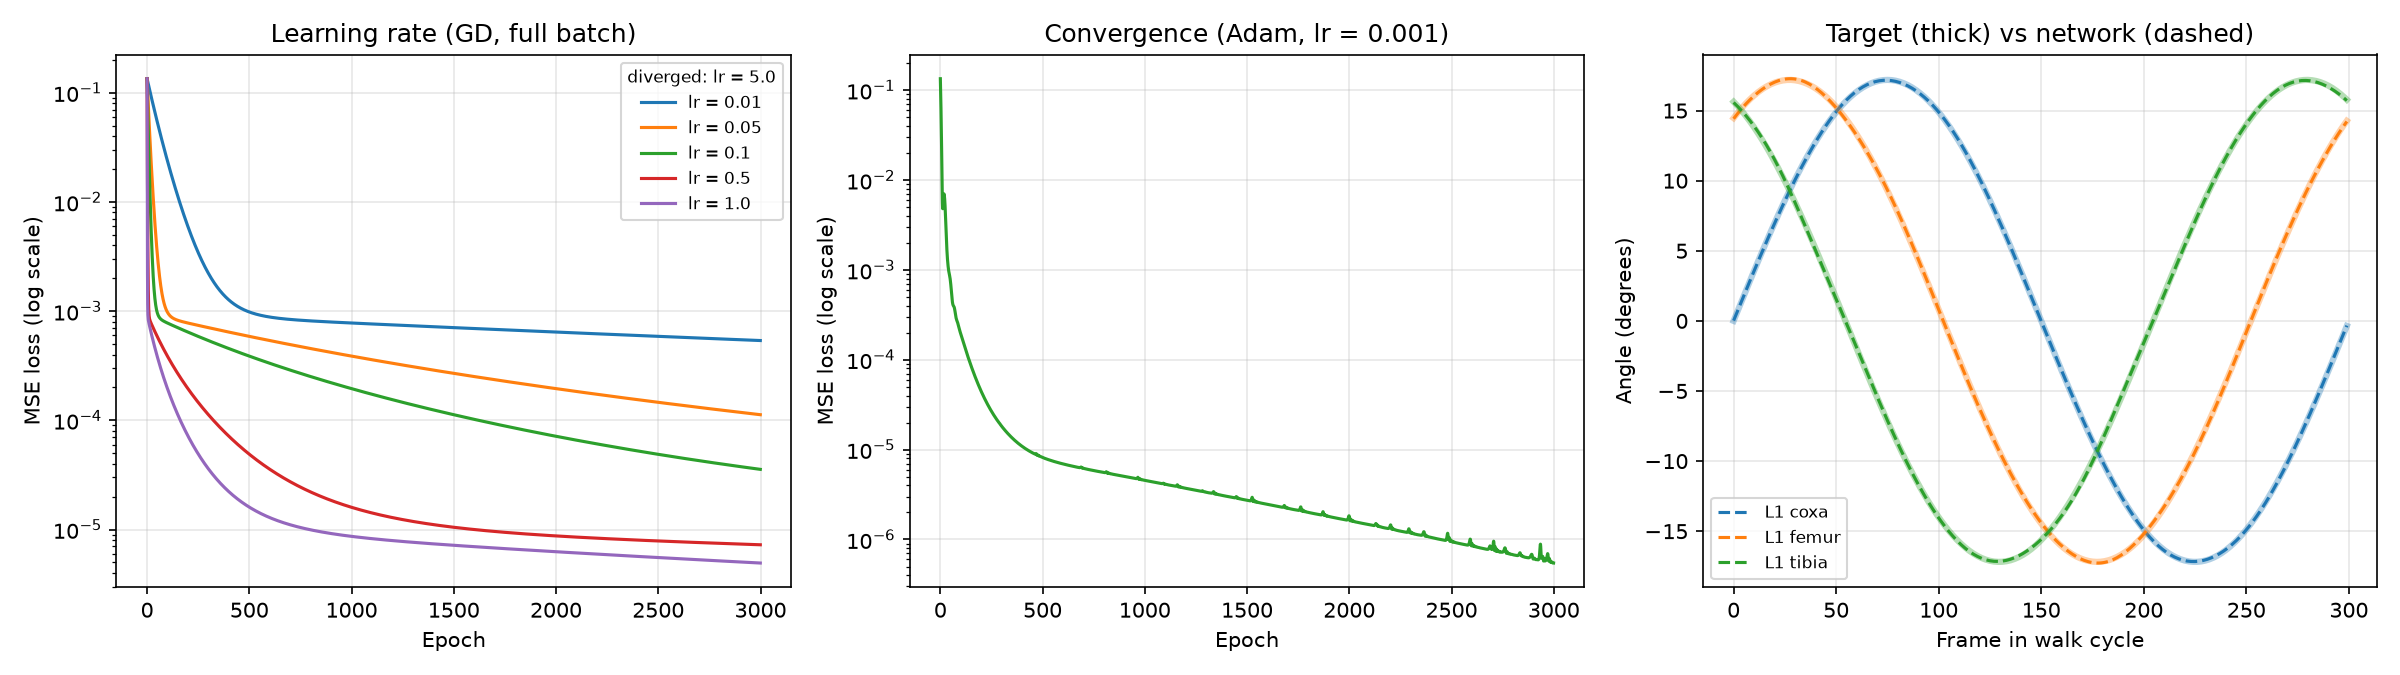 Learning rate (GD, full batch)
MSE loss (log scale)
10⁻¹
10⁻²
10⁻³
10⁻⁴
10⁻⁵
diverged: lr = 5.0
lr = 0.01
lr = 0.05
lr = 0.1
lr = 0.5
lr = 1.0
0 500 1000 1500 2000 2500 3000
Epoch
Convergence (Adam, lr = 0.001)
MSE loss (log scale)
10⁻¹
10⁻²
10⁻³
10⁻⁴
10⁻⁵
10⁻⁶
0 500 1000 1500 2000 2500 3000
Epoch
Target (thick) vs network (dashed)
Angle (degrees)
15
10
5
0
−5
−10
−15
L1 coxa
L1 femur
L1 tibia
0 50 100 150 200 250 300
Frame in walk cycle